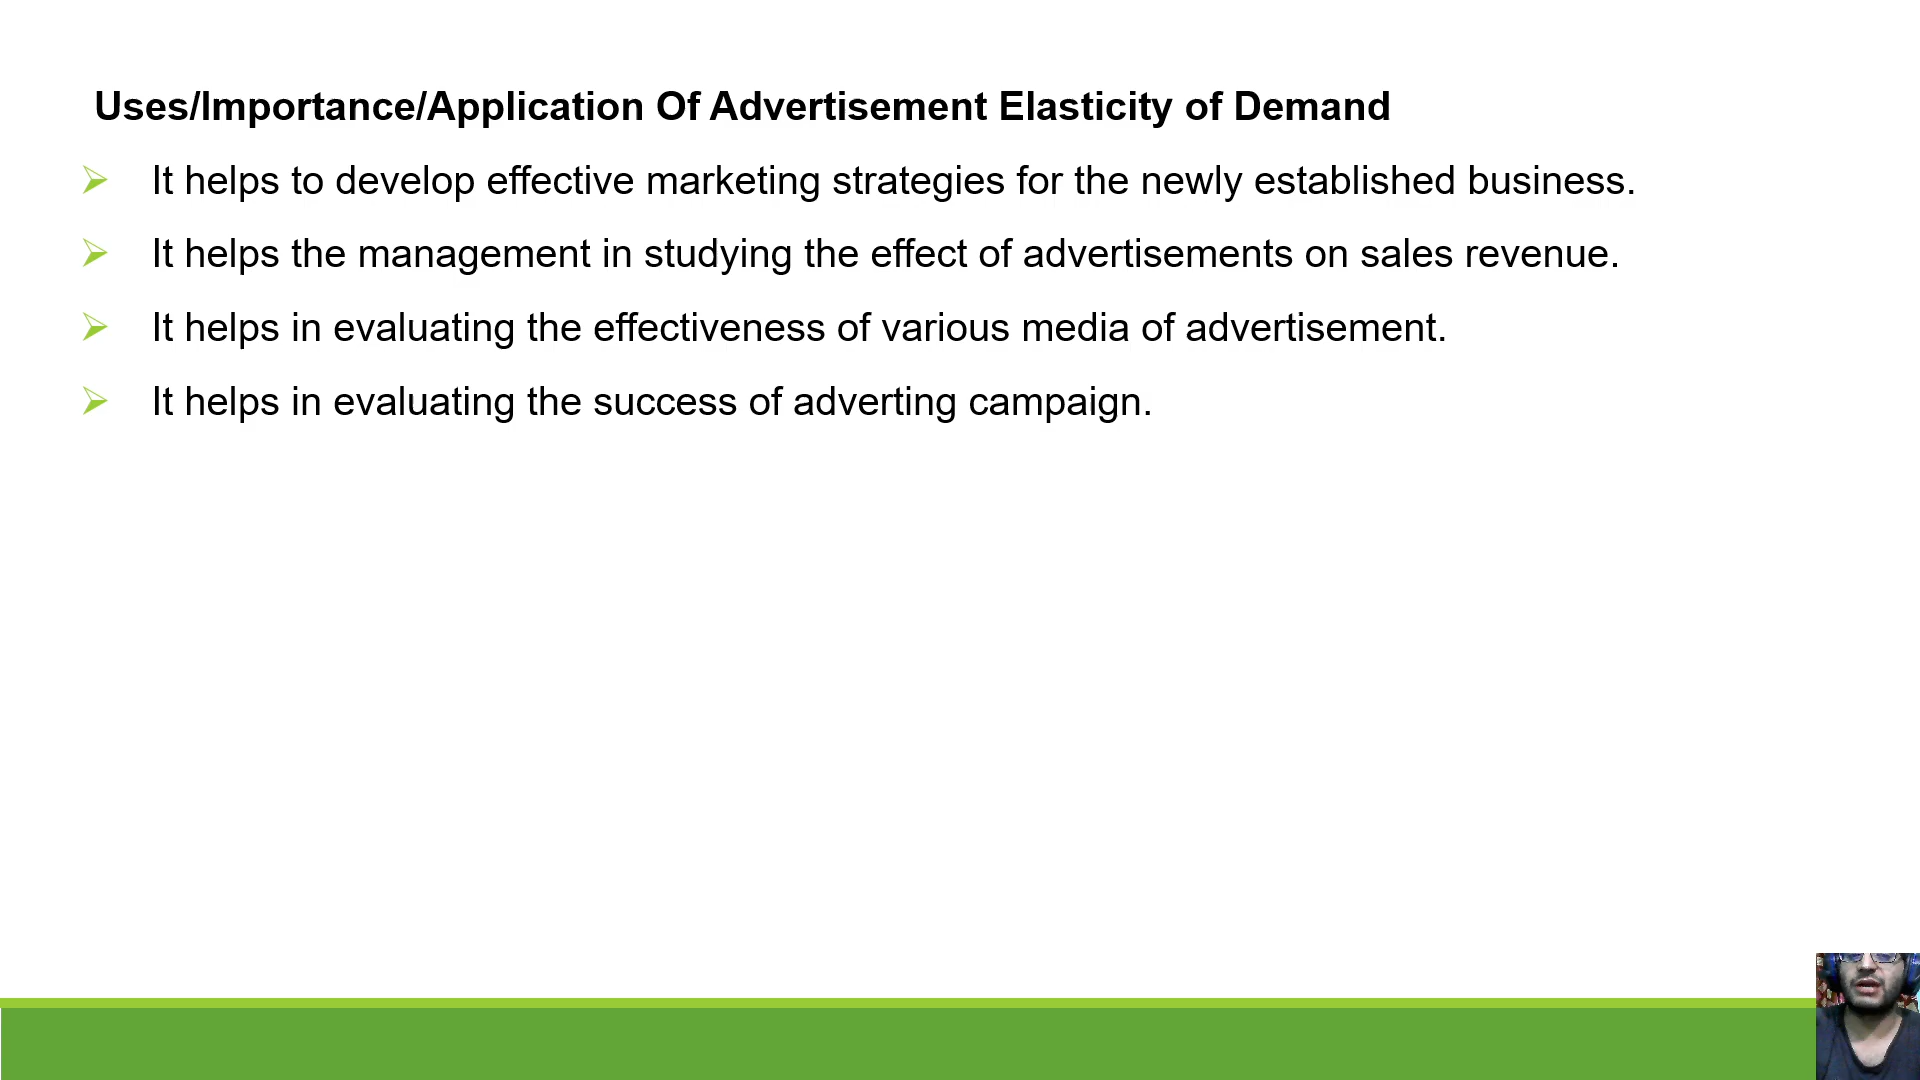 Uses/Importance/Application Of Advertisement Elasticity of Demand
It helps to develop effective marketing strategies for the newly established business.
It helps the management in studying the effect of advertisements on sales revenue.
It helps in evaluating the effectiveness of various media of advertisement.
It helps in evaluating the success of adverting campaign.